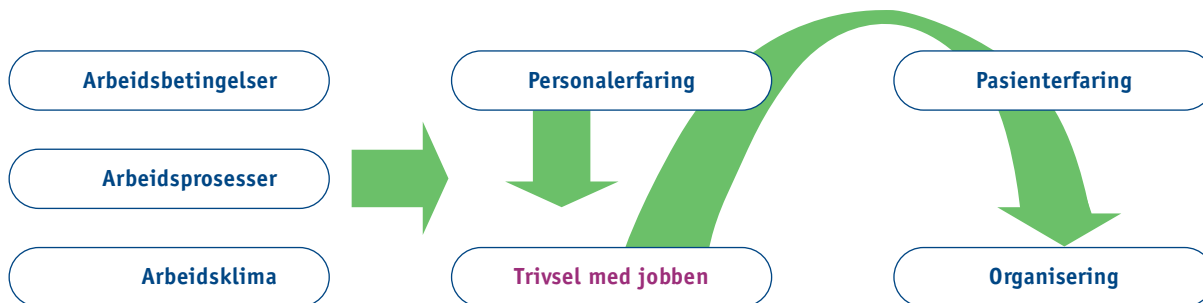 Arbeidsbetingelser
Personalerfaring
Pasienterfaring
Arbeidsprosesser
Arbeidsklima
Trivsel med jobben
Organisering